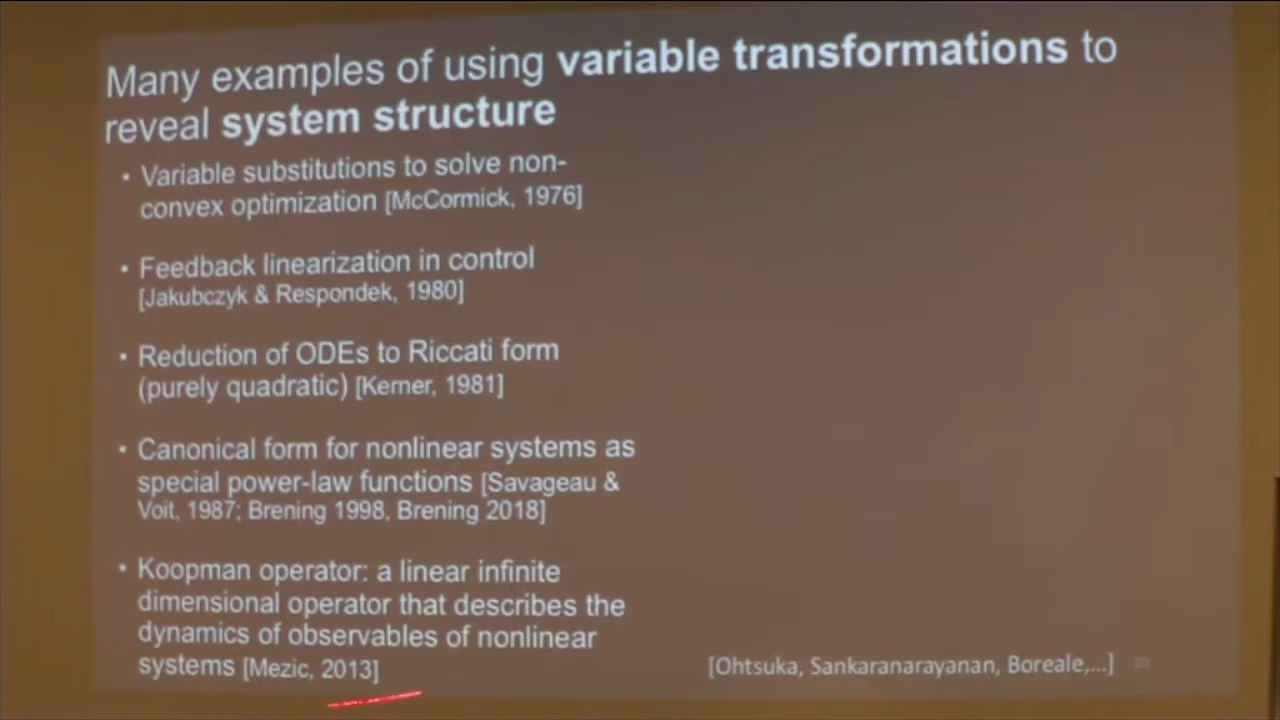 Many examples of using variable transformations to
reveal system structure
• Variable substitutions to solve non-
convex optimization [McCormick, 1976]
• Feedback linearization in control
[Jakubczyk & Respondek, 1980]
• Reduction of ODEs to Riccati form
(purely quadratic) [Kerner, 1981]
• Canonical form for nonlinear systems as
special power-law functions [Savageau &
Voit, 1987; Brening 1998, Brening 2018]
• Koopman operator: a linear infinite
dimensional operator that describes the
dynamics of observables of nonlinear
systems [Mezic, 2013]
[Ohtsuka, Sankaranarayanan, Boreale,...]